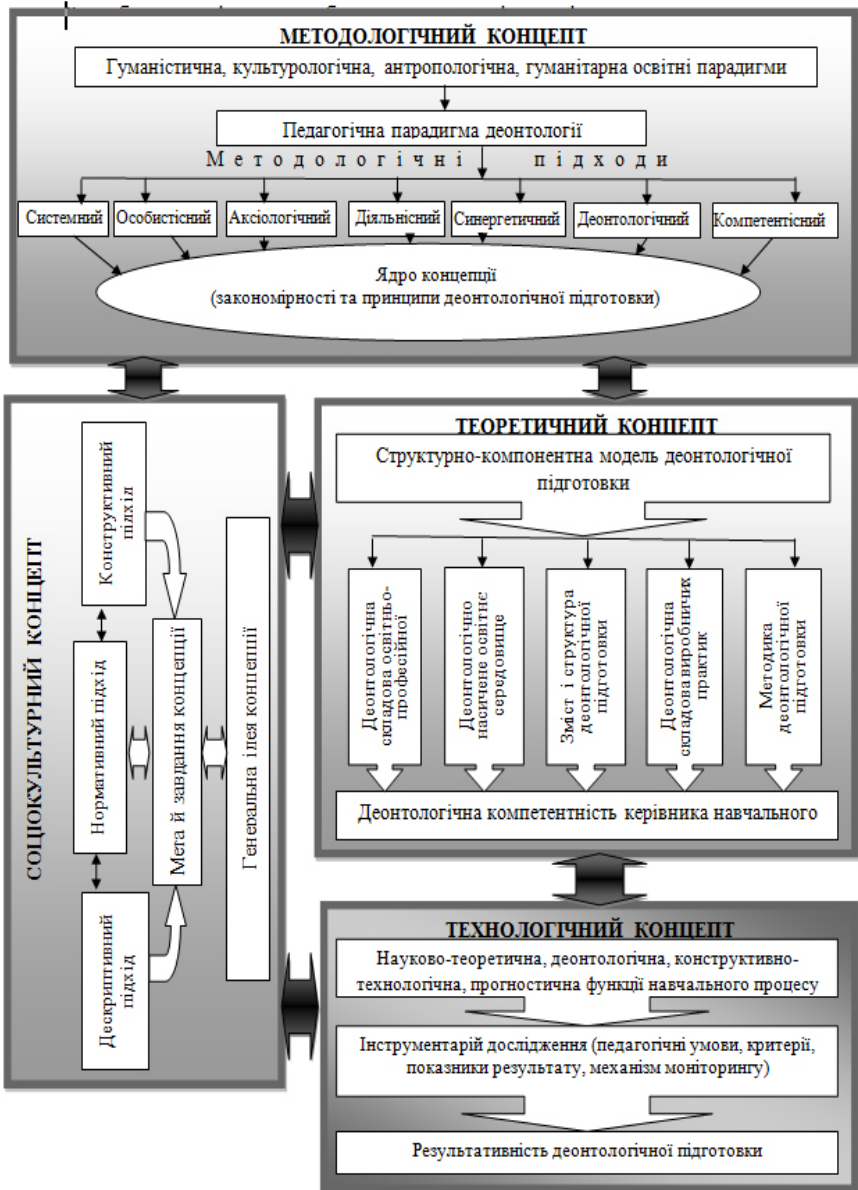 МЕТОДОЛОГІЧНИЙ КОНЦЕПТ
Гуманістична, культурологічна, антропологічна, гуманітарна освітні парадигми
Педагогічна парадигма деонтології
Методологічні підходи
Системний
Особистісний
Аксіологічний
Діяльнісний
Синергетичний
Деонтологічний
Компетентісний
Ядро концепції
(закономірності та принципи деонтологічної підготовки)
СОЦІОКУЛЬТУРНИЙ КОНЦЕПТ
Конструктивний
підхід
Нормативний підхід
Дескриптивний
підхід
Мета й завдання концепції
Генеральна ідея концепції
ТЕОРЕТИЧНИЙ КОНЦЕПТ
Структурно-компонентна модель деонтологічної
підготовки
Деонтологічна
складова освітньо-
професійної
Деонтологічно
насичене освітнє
середовище
Зміст і структура
деонтологічної
підготовки
Деонтологічна
складова виробничих
практик
Методика
деонтологічної
підготовки
Деонтологічна компетентність керівника навчального
ТЕХНОЛОГІЧНИЙ КОНЦЕПТ
Науково-теоретична, деонтологічна, конструктивно-
технологічна, прогностична функції навчального процесу
Інструментарій дослідження (педагогічні умови, критерії,
показники результату, механізм моніторингу)
Результативність деонтологічної підготовки